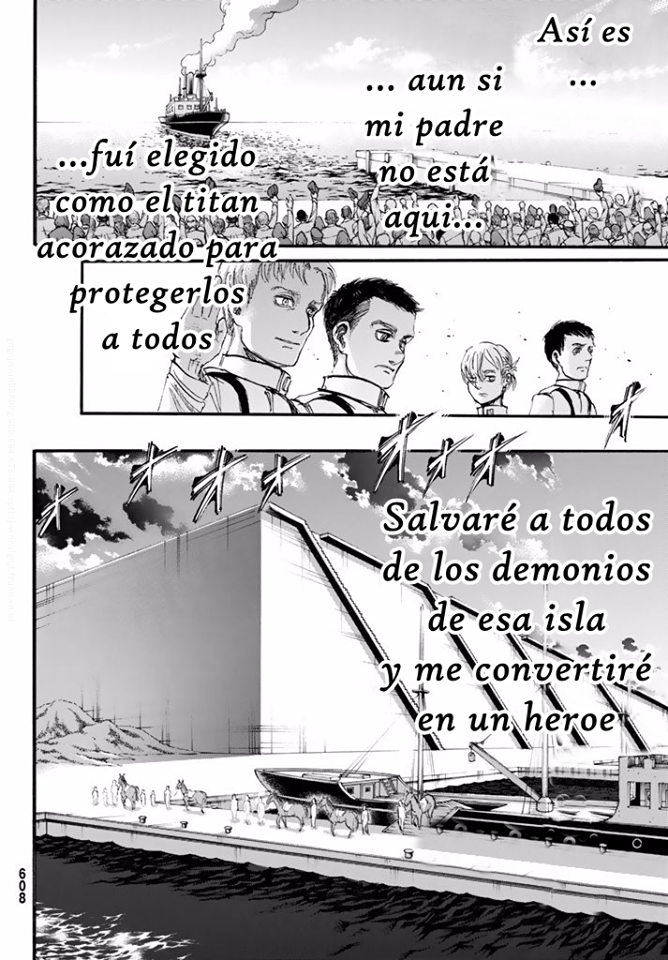 Así es
...
... aun si
mi padre
no está
aqui...
...fuí elegido
como el titan
acorazado para
protegerlos
a todos
Salvaré a todos
de los demonios
de esa isla
y me convertiré
en un heroe
608